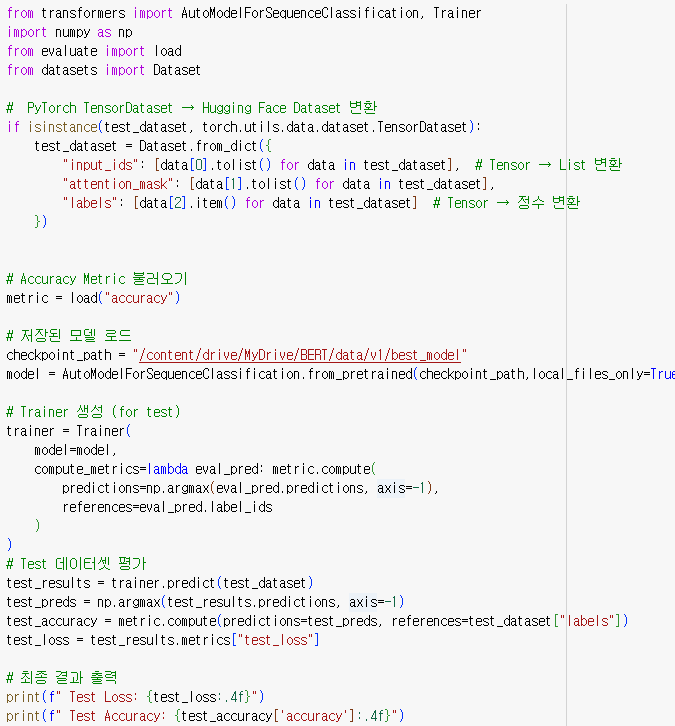 from transformers import AutoModelForSequenceClassification, Trainer
import numpy as np
from evaluate import load
from datasets import Dataset
#  PyTorch TensorDataset → Hugging Face Dataset 변환
if isinstance(test_dataset, torch.utils.data.dataset.TensorDataset):
    test_dataset = Dataset.from_dict({
        "input_ids": [data[0].tolist() for data in test_dataset],  # Tensor → List 변환
        "attention_mask": [data[1].tolist() for data in test_dataset],
        "labels": [data[2].item() for data in test_dataset]  # Tensor → 정수 변환
    })
# Accuracy Metric 불러오기
metric = load("accuracy")
# 저장된 모델 로드
checkpoint_path = "/content/drive/MyDrive/BERT/data/v1/best_model"
model = AutoModelForSequenceClassification.from_pretrained(checkpoint_path,local_files_only=True
# Trainer 생성 (for test)
trainer = Trainer(
    model=model,
    compute_metrics=lambda eval_pred: metric.compute(
        predictions=np.argmax(eval_pred.predictions, axis=-1),
        references=eval_pred.label_ids
    )
)
# Test 데이터셋 평가
test_results = trainer.predict(test_dataset)
test_preds = np.argmax(test_results.predictions, axis=-1)
test_accuracy = metric.compute(predictions=test_preds, references=test_dataset["labels"])
test_loss = test_results.metrics["test_loss"]
# 최종 결과 출력
print(f" Test Loss: {test_loss:.4f}")
print(f" Test Accuracy: {test_accuracy['accuracy']:.4f}")